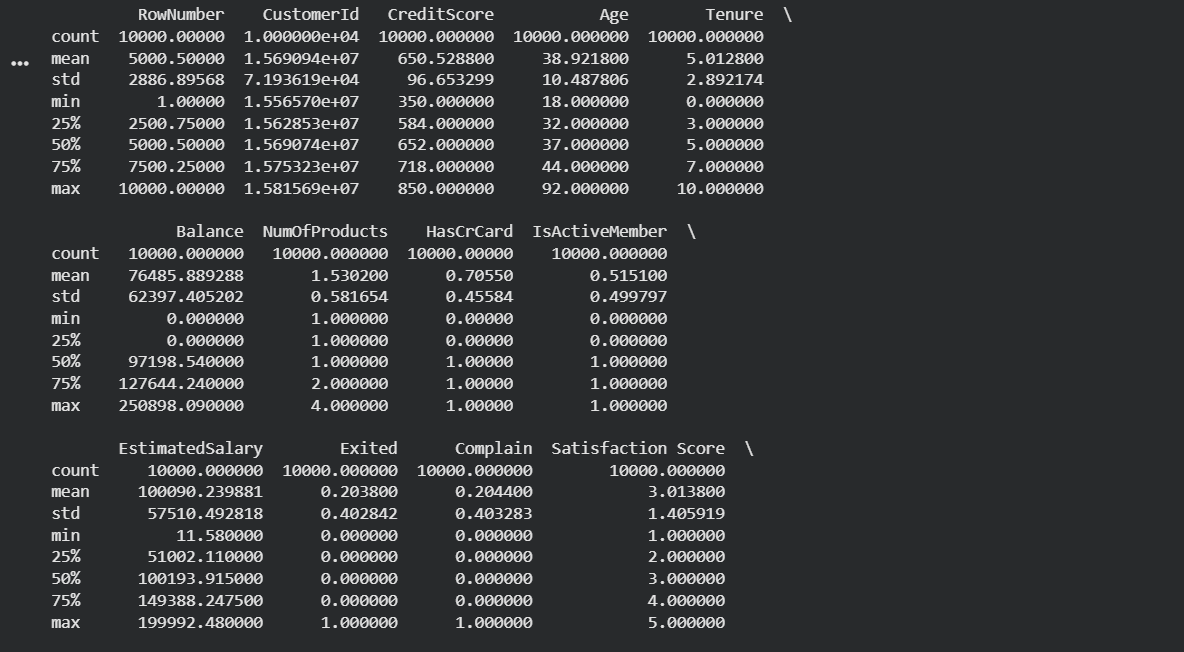 RowNumber CustomerId CreditScore Age Tenure \
count 10000.00000 1.000000e+04 10000.000000 10000.000000 10000.000000
... mean 5000.50000 1.569094e+07 650.528800 38.921800 5.012800
std 2886.89568 7.193619e+04 96.653299 10.487806 2.892174
min 1.00000 1.556570e+07 350.000000 18.000000 0.000000
25% 2500.75000 1.562853e+07 584.000000 32.000000 3.000000
50% 5000.50000 1.569074e+07 652.000000 37.000000 5.000000
75% 7500.25000 1.575323e+07 718.000000 44.000000 7.000000
max 10000.00000 1.581569e+07 850.000000 92.000000 10.000000
Balance NumOfProducts HasCrCard IsActiveMember \
count 10000.000000 10000.000000 10000.00000 10000.000000
mean 76485.889288 1.530200 0.70550 0.515100
std 62397.405202 0.581654 0.45584 0.499797
min 0.000000 1.000000 0.00000 0.000000
25% 0.000000 1.000000 0.00000 0.000000
50% 97198.540000 1.000000 1.00000 1.000000
75% 127644.240000 2.000000 1.00000 1.000000
max 250898.090000 4.000000 1.00000 1.000000
EstimatedSalary Exited Complain Satisfaction Score \
count 10000.000000 10000.000000 10000.000000 10000.000000
mean 100090.239881 0.203800 0.204400 3.013800
std 57510.492818 0.402842 0.403283 1.405919
min 11.580000 0.000000 0.000000 1.000000
25% 51002.110000 0.000000 0.000000 2.000000
50% 100193.915000 0.000000 0.000000 3.000000
75% 149388.247500 0.000000 0.000000 4.000000
max 199992.480000 1.000000 1.000000 5.000000